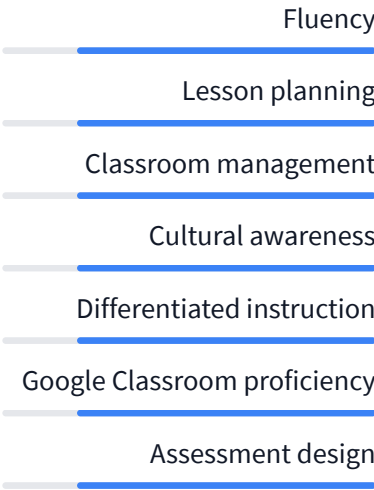 Fluency
Lesson planning
Classroom management
Cultural awareness
Differentiated instruction
Google Classroom proficiency
Assessment design